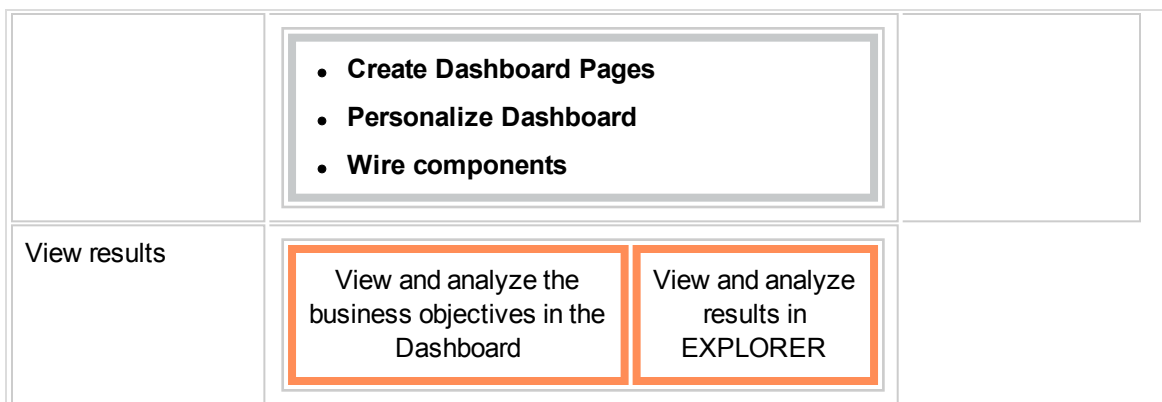 • Create Dashboard Pages
• Personalize Dashboard
• Wire components
View results
View and analyze the
business objectives in the
Dashboard
View and analyze
results in
EXPLORER